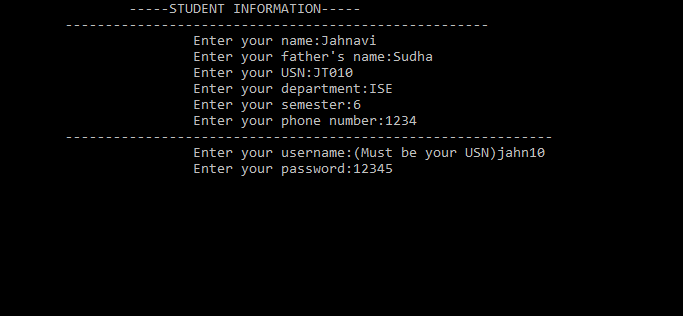 -----STUDENT INFORMATION-----
-----------------------------------------------------
Enter your name:Jahnavi
Enter your father's name:Sudha
Enter your USN:JT010
Enter your department:ISE
Enter your semester:6
Enter your phone number:1234
-------------------------------------------------------------
Enter your username:(Must be your USN)jahn10
Enter your password:12345